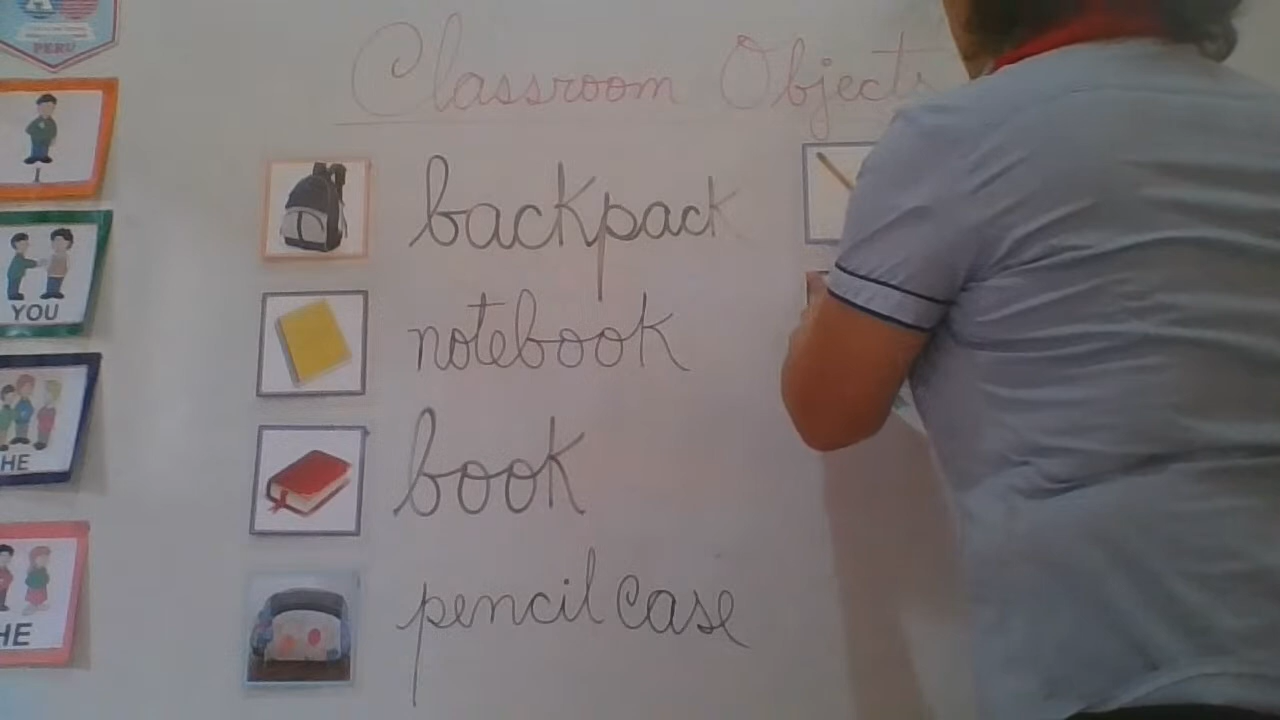 PERU
Classroom Objects
I
YOU
HE
HE
backpack
notebook
book
pencil case